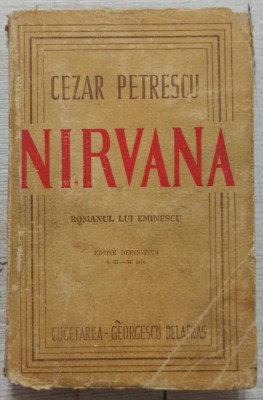 CEZAR PETRESCU
NIRVANA
ROMANUL LUI EMINESCU
EDIȚIE DEFINITIVĂ
CUGETAREA - GEORGESCU DELAFRAS